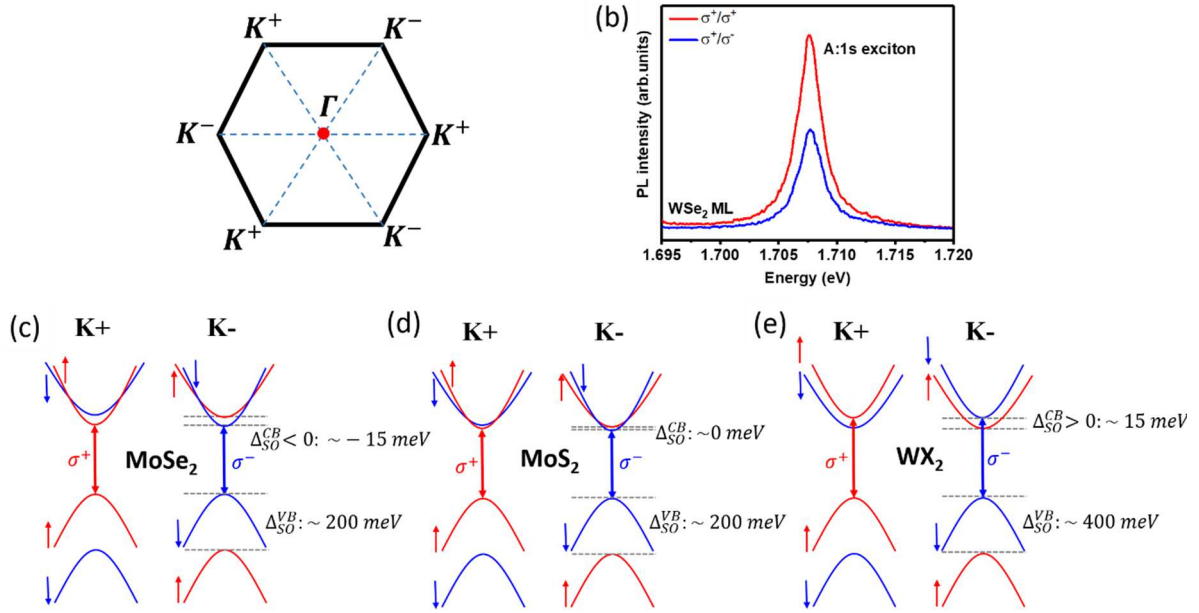 K⁺ K⁻
Γ
K⁻ K⁺
K⁺ K⁻
(b)
σ⁺/σ⁺
σ⁺/σ⁻
A:1s exciton
WSe₂ ML
PL intensity (arb.units)
1.695 1.700 1.705 1.710 1.715 1.720
Energy (eV)
(c) K+ K-
Δ_SO^CB < 0: ~ − 15 meV
σ⁺ MoSe₂ σ⁻
Δ_SO^VB: ~ 200 meV
(d) K+ K-
Δ_SO^CB: ~0 meV
σ⁺ MoS₂ σ⁻
Δ_SO^VB: ~ 200 meV
(e) K+ K-
Δ_SO^CB > 0: ~ 15 meV
σ⁺ WX₂ σ⁻
Δ_SO^VB: ~ 400 meV